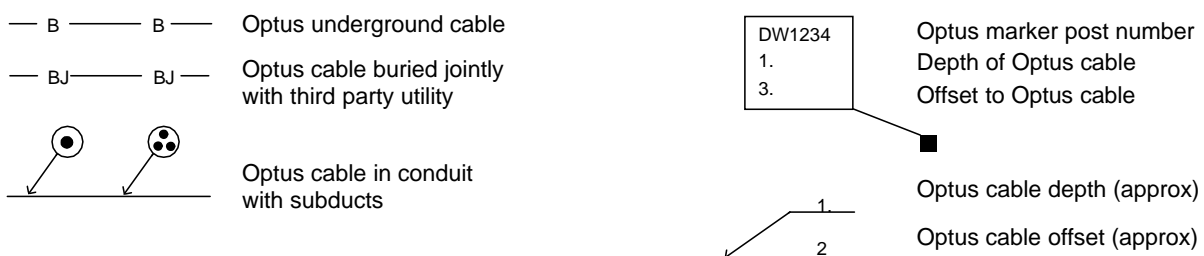 B B Optus underground cable
BJ BJ Optus cable buried jointly
with third party utility
Optus cable in conduit
with subducts
DW1234 Optus marker post number
1. Depth of Optus cable
3. Offset to Optus cable
Optus cable depth (approx)
1.
Optus cable offset (approx)
2